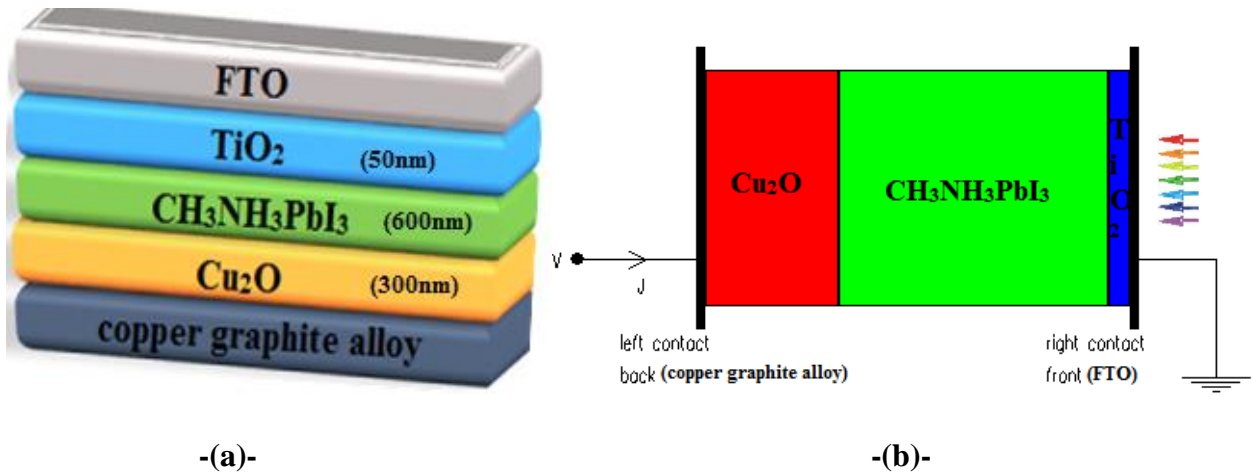 FTO
TiO₂ (50nm)
CH₃NH₃PbI₃ (600nm)
Cu₂O (300nm)
copper graphite alloy
-(a)-
Cu₂O
CH₃NH₃PbI₃
TiO₂
V
J
left contact
back (copper graphite alloy)
right contact
front (FTO)
-(b)-